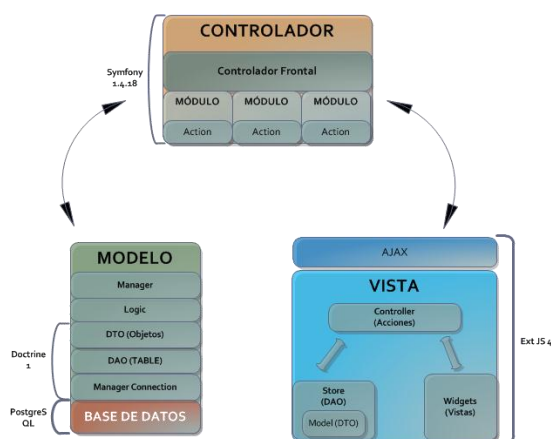 CONTROLADOR
Controlador Frontal
Symfony
1.4.18
MÓDULO MÓDULO MÓDULO
Action Action Action
MODELO
Manager
Logic
DTO (Objetos)
DAO (TABLE)
Manager Connection
BASE DE DATOS
Doctrine
1
PostgreS
QL
AJAX
VISTA
Controller
(Acciones)
Store
(DAO)
Model (DTO)
Widgets
(Vistas)
Ext JS 4